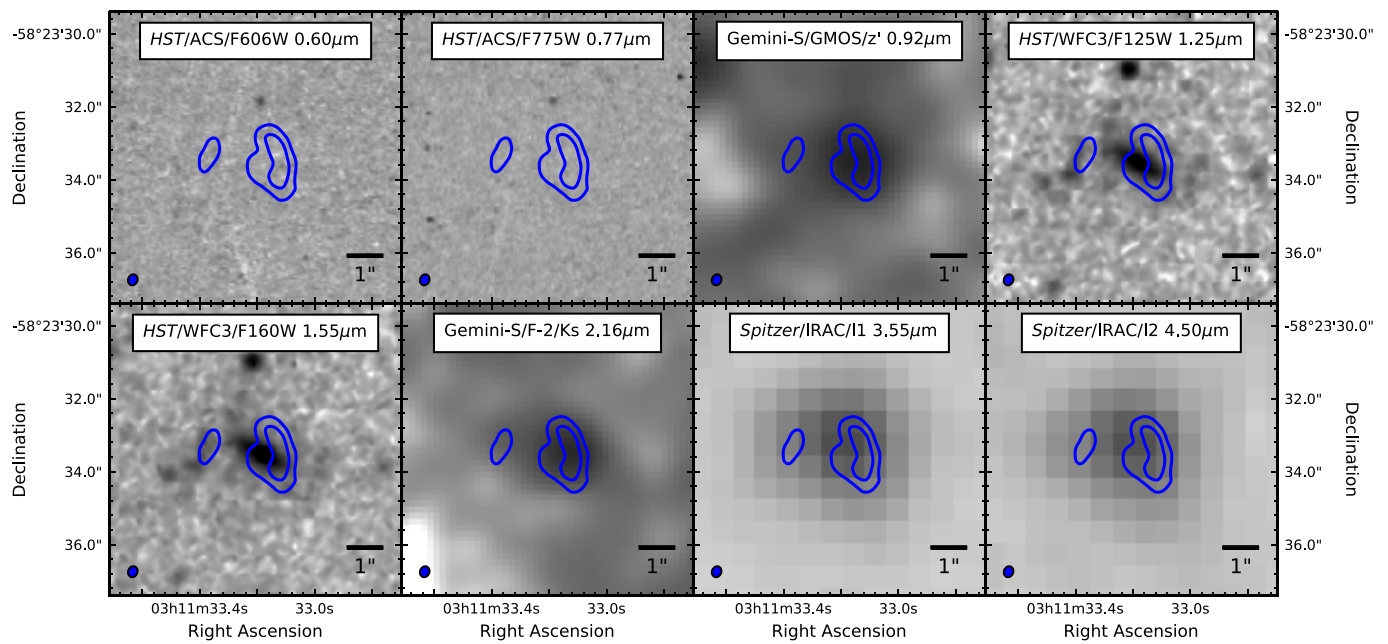 HST/ACS/F606W 0.60μm
HST/ACS/F775W 0.77μm
Gemini-S/GMOS/z' 0.92μm
HST/WFC3/F125W 1.25μm
-58°23'30.0"
32.0"
34.0"
36.0"
Declination
1"
1"
1"
1"
-58°23'30.0"
32.0"
34.0"
36.0"
Declination
HST/WFC3/F160W 1.55μm
Gemini-S/F-2/Ks 2.16μm
Spitzer/IRAC/I1 3.55μm
Spitzer/IRAC/I2 4.50μm
-58°23'30.0"
32.0"
34.0"
36.0"
Declination
1"
1"
1"
1"
-58°23'30.0"
32.0"
34.0"
36.0"
Declination
03h11m33.4s 33.0s
Right Ascension
03h11m33.4s 33.0s
Right Ascension
03h11m33.4s 33.0s
Right Ascension
03h11m33.4s 33.0s
Right Ascension